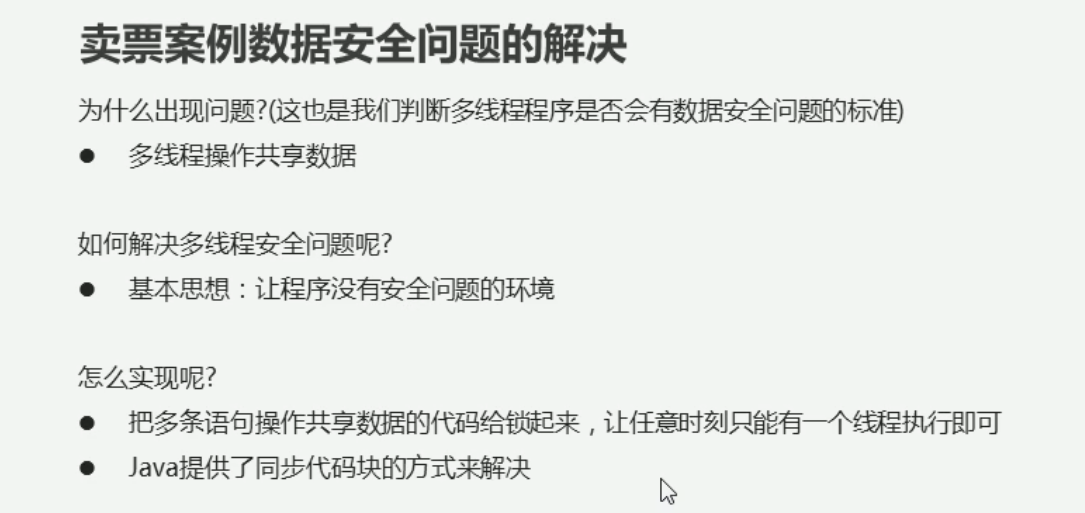 卖票案例数据安全问题的解决
为什么出现问题?(这也是我们判断多线程程序是否会有数据安全问题的标准)
● 多线程操作共享数据
如何解决多线程安全问题呢?
● 基本思想：让程序没有安全问题的环境
怎么实现呢?
● 把多条语句操作共享数据的代码给锁起来，让任意时刻只能有一个线程执行即可
● Java提供了同步代码块的方式来解决